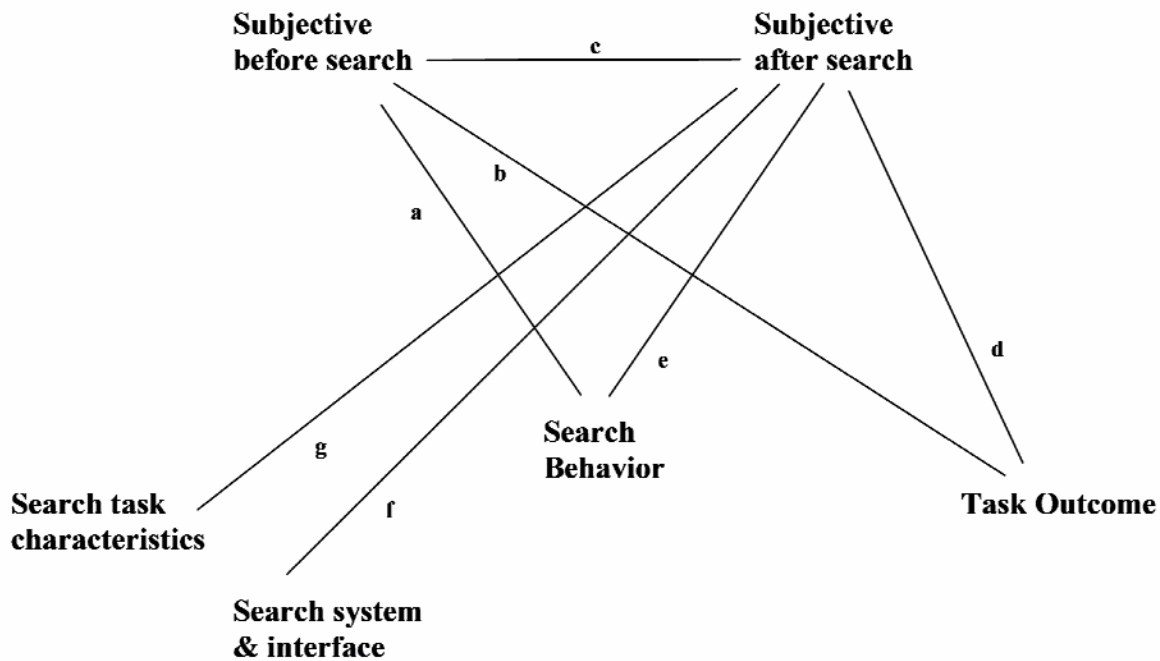 Subjective
before search
c
Subjective
after search
b
a
e
d
Search
Behavior
g
f
Search task
characteristics
Task Outcome
Search system
& interface